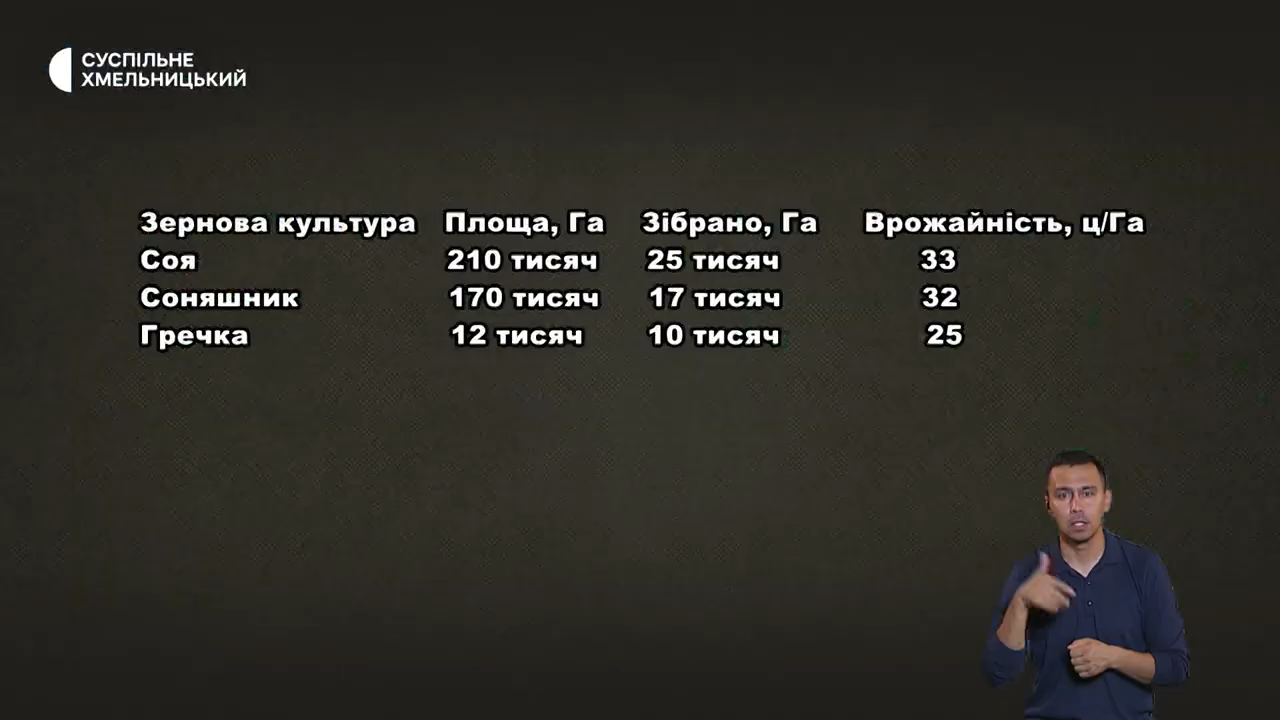 СУСПІЛЬНЕ
ХМЕЛЬНИЦЬКИЙ
Зернова культура Площа, Га Зібрано, Га Врожайність, ц/Га
Соя 210 тисяч 25 тисяч 33
Соняшник 170 тисяч 17 тисяч 32
Гречка 12 тисяч 10 тисяч 25